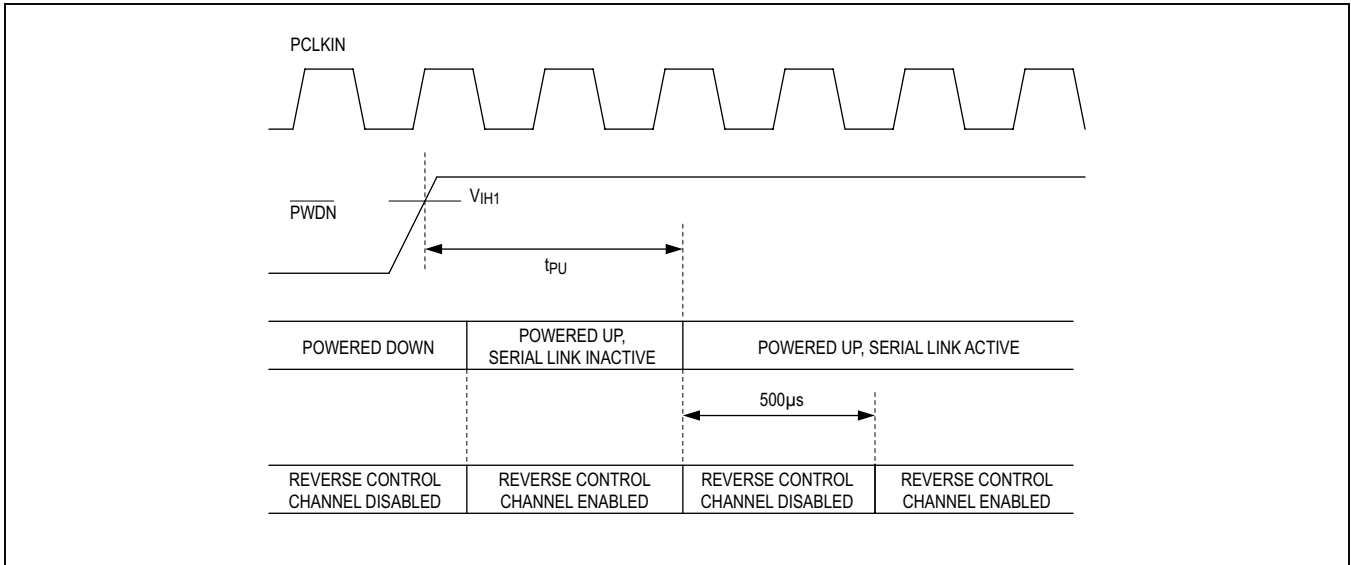 PCLKIN
VIH1
PWDN
tPU
POWERED DOWN
POWERED UP,
SERIAL LINK INACTIVE
POWERED UP, SERIAL LINK ACTIVE
500µs
REVERSE CONTROL
CHANNEL DISABLED
REVERSE CONTROL
CHANNEL ENABLED
REVERSE CONTROL
CHANNEL DISABLED
REVERSE CONTROL
CHANNEL ENABLED